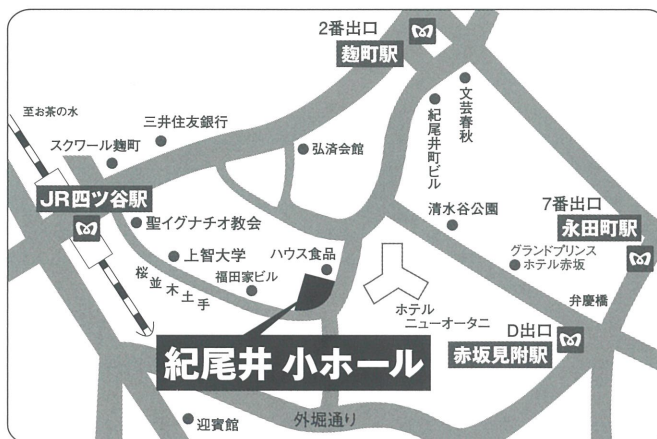 2番出口
麹町駅
至お茶の水
三井住友銀行
スクワール麹町
弘済会館
紀尾井町ビル
文芸春秋
JR四ツ谷駅
聖イグナチオ教会
清水谷公園
7番出口
永田町駅
上智大学
ハウス食品
グランドプリンス
ホテル赤坂
福田家ビル
桜並木土手
弁慶橋
ホテル
ニューオータニ
D出口
赤坂見附駅
紀尾井 小ホール
外堀通り
迎賓館